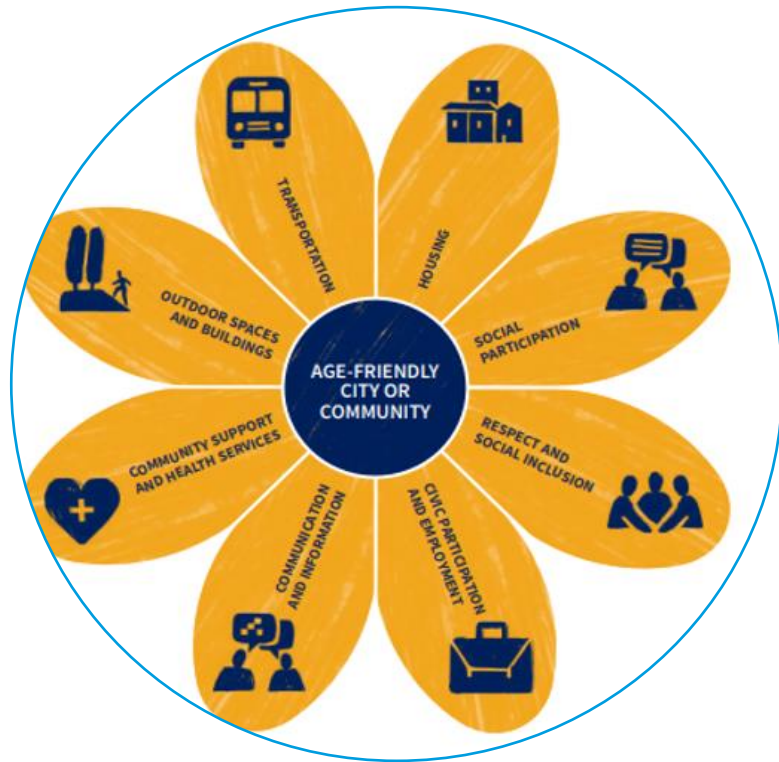 TRANSPORTATION
HOUSING
SOCIAL
PARTICIPATION
RESPECT AND
SOCIAL INCLUSION
CIVIC PARTICIPATION
AND EMPLOYMENT
COMMUNICATION
AND INFORMATION
COMMUNITY SUPPORT
AND HEALTH SERVICES
OUTDOOR SPACES
AND BUILDINGS
AGE-FRIENDLY
CITY OR
COMMUNITY